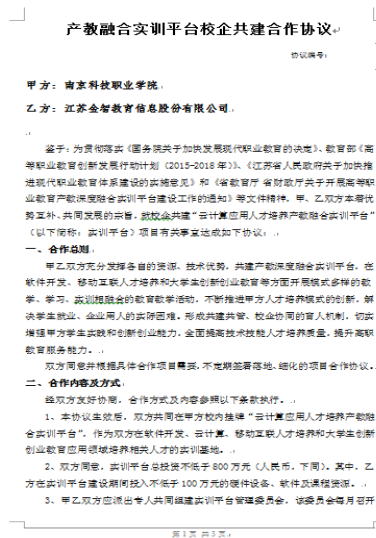 产教融合实训平台校企共建合作协议
协议编号:
甲方：南京科技职业学院
乙方：江苏金智教育信息股份有限公司
鉴于：为贯彻落实《国务院关于加快发展现代职业教育的决定》、教育部《高
等职业教育创新发展行动计划（2015-2018 年）》、《江苏省人民政府关于加快推
进现代职业教育体系建设的实施意见》和《省教育厅 省财政厅关于开展高等职
业教育产教深度融合实训平台建设工作的通知》等文件精神，甲、乙双方本着优
势互补、共同发展的宗旨，就校企共建“云计算应用人才培养产教融合实训平台”
（以下简称：实训平台）项目有关事宜达成如下协议：
一、合作总则
甲乙双方充分发挥各自的资源、技术优势，共建产教深度融合实训平台，在
软件开发、移动互联人才培养和大学生创新创业教育等方面开展模式多样的教
学、学习、实训相融合的教育教学活动，不断推进甲方人才培养模式的创新，解
决学生就业、企业用人的实际困难，形成共建共管、校企协同的育人机制，切实
增强甲方学生实践和创新创业能力，全面提高技术技能人才培养质量，提升高职
教育服务能力。
双方同意并根据具体合作项目需要，不定期签署落地、细化的项目合作协议。
二、合作内容及方式
经双方友好协商，合作方式及内容参照以下条款执行。
1、本协议生效后，双方共同在甲方校内挂牌“云计算应用人才培养产教融
合实训平台”，作为双方在软件开发、云计算、移动互联人才培养和大学生创新
创业教育应用领域培养相关人才的实训基地。
2、双方同意，实训平台总投资不低于 800 万元（人民币，下同）。其中，乙
方在实训平台建设期间投入不低于 100 万元的硬件设备、软件及课程资源。
3、甲乙双方应派出专人共同组建实训平台管理委员会，该委员会每月召开
第 1 页 共 3 页